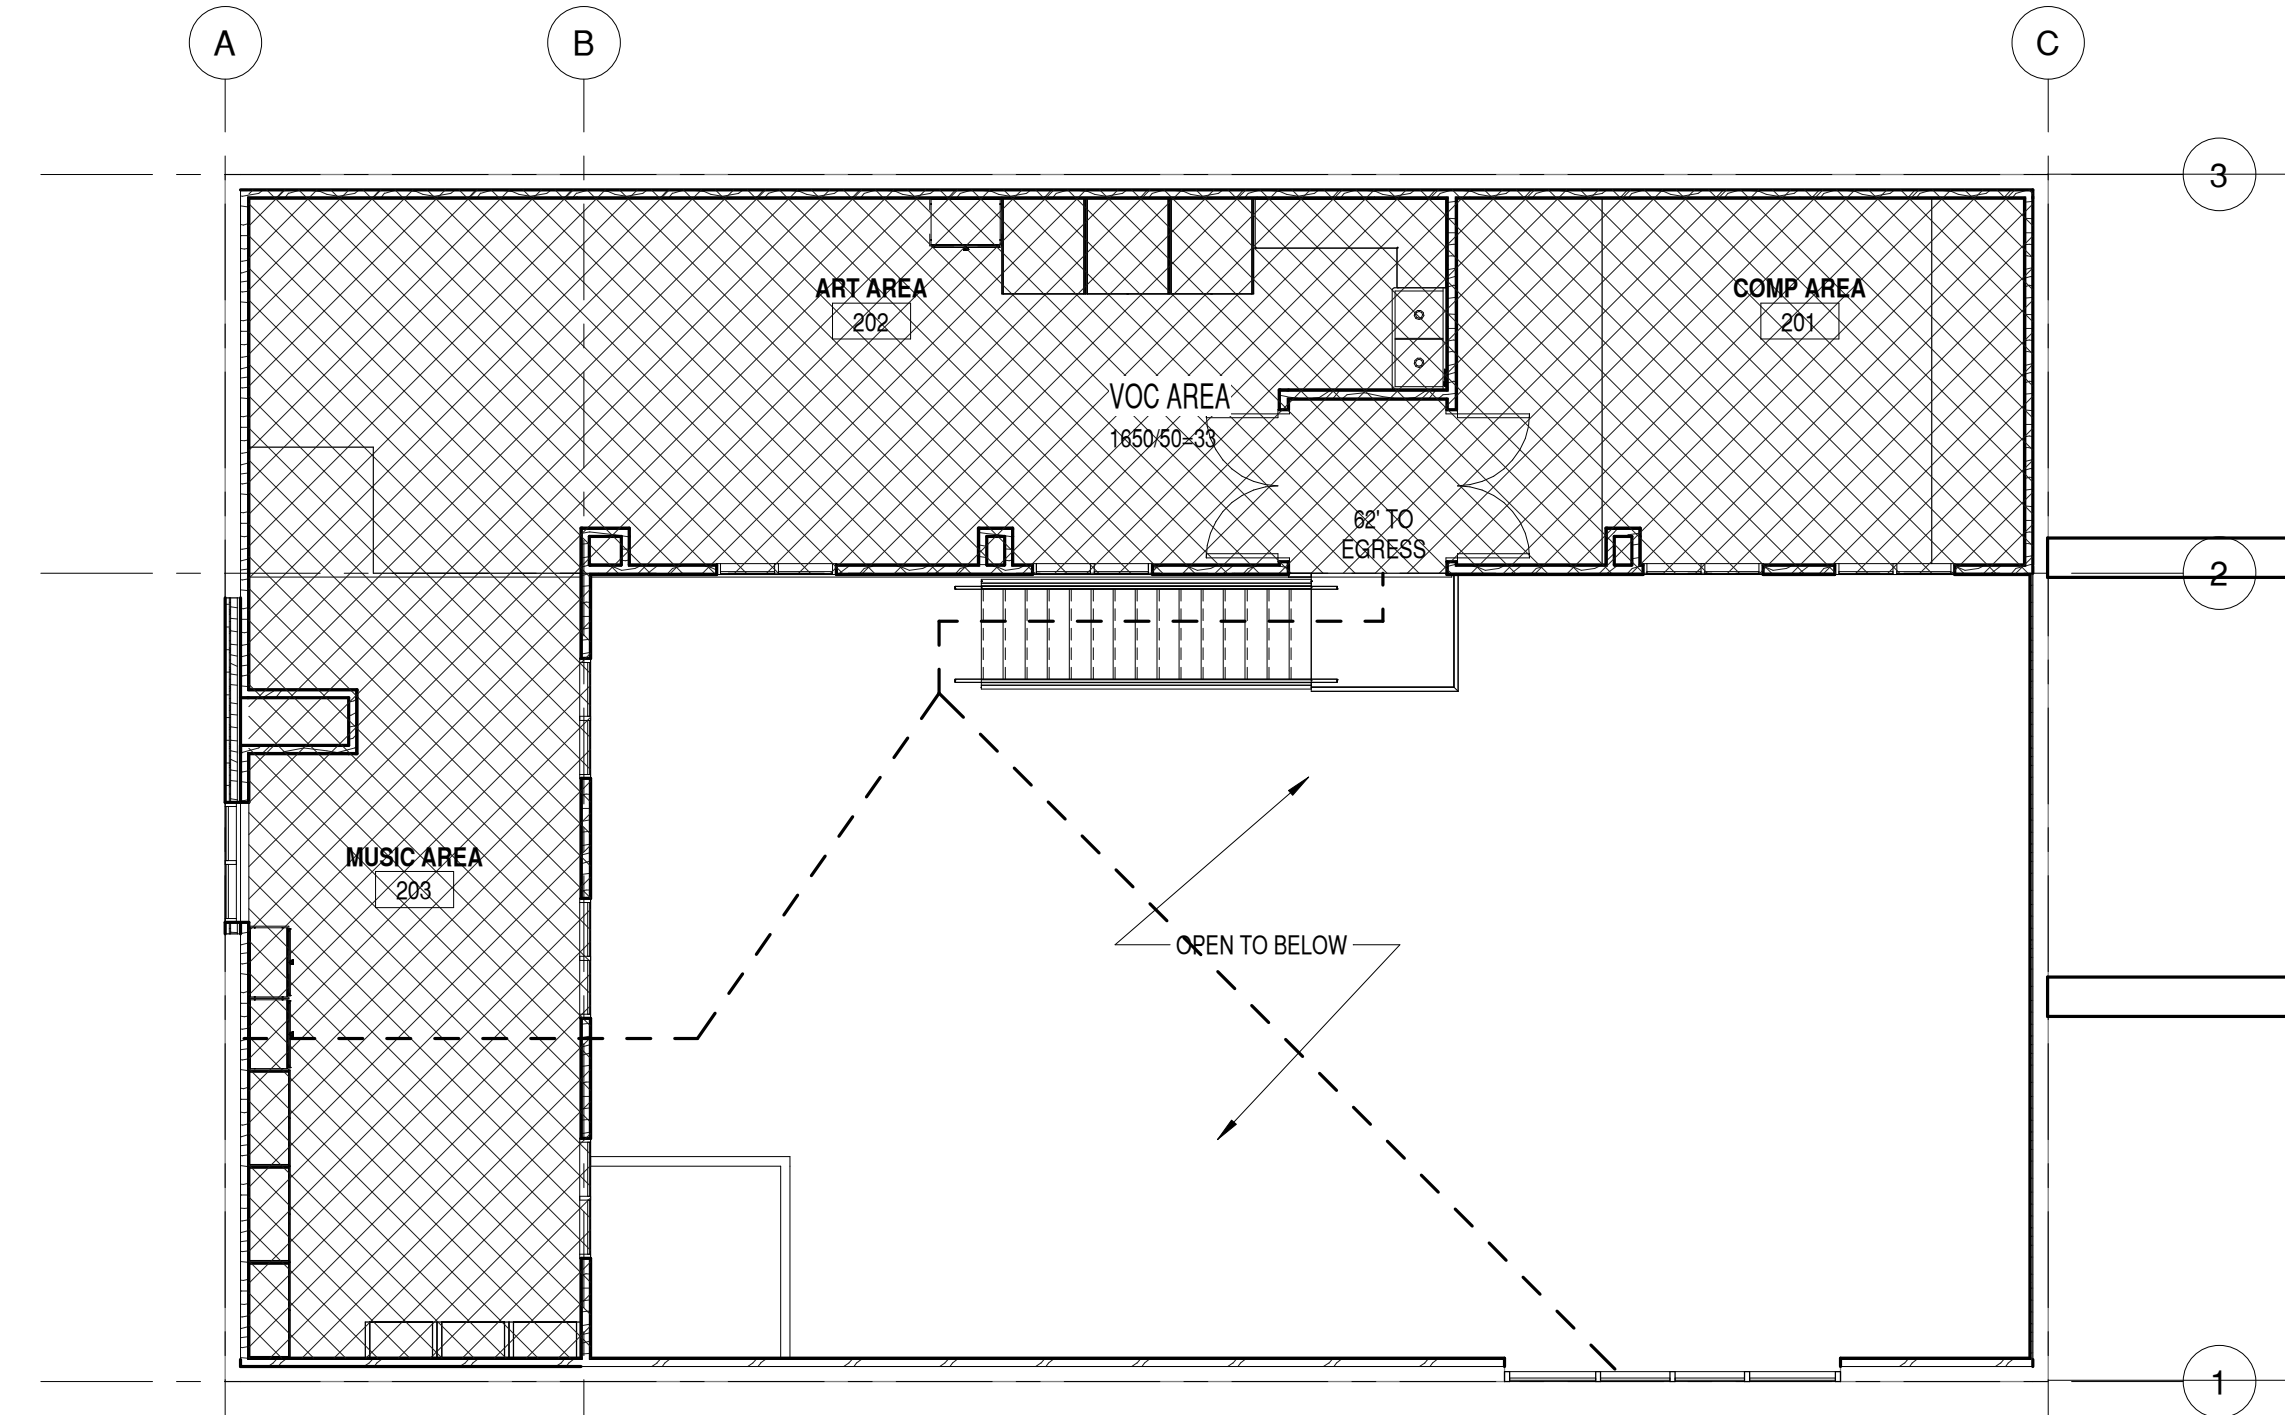 A
B
C
3
ART AREA
202
COMP AREA
201
VOC AREA
1650/50=33
62' TO
EGRESS
2
MUSIC AREA
203
OPEN TO BELOW
1